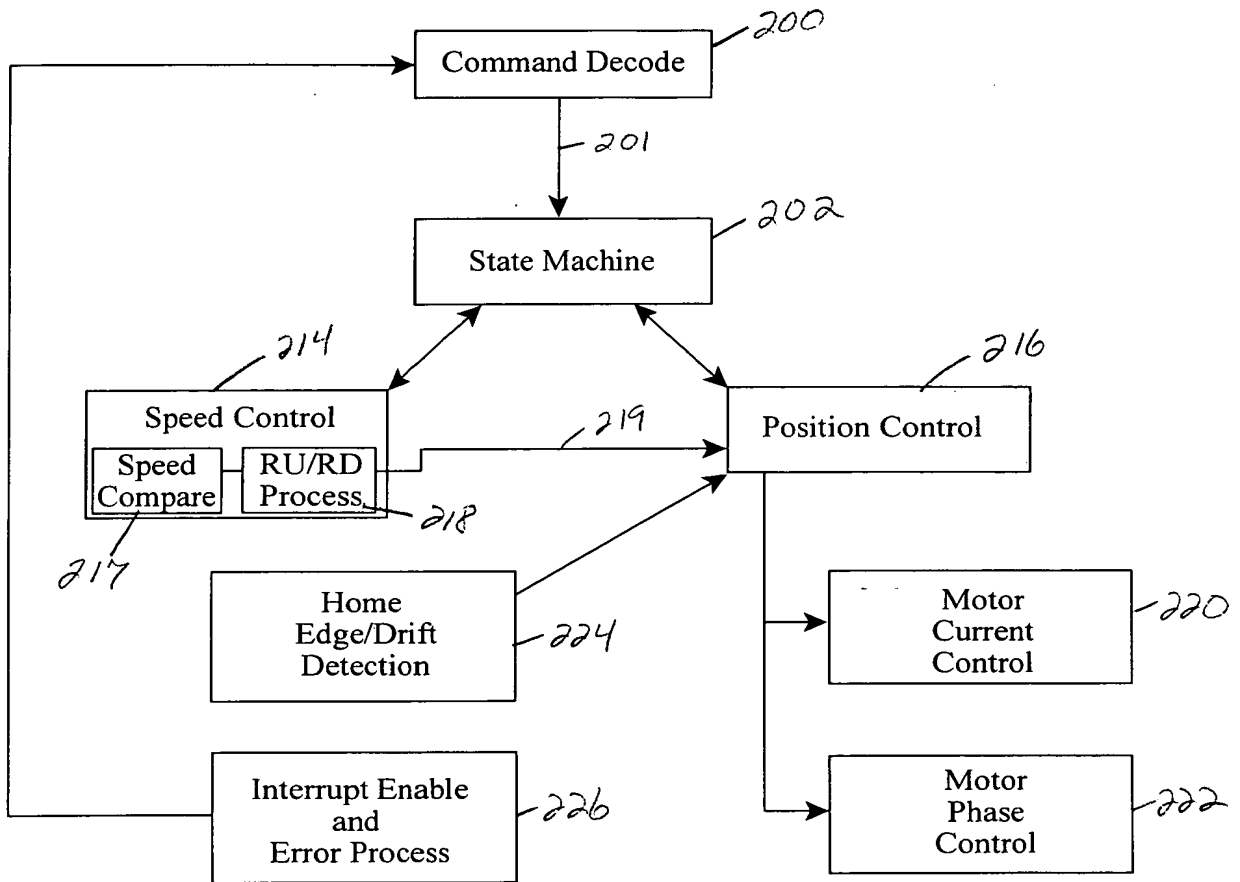 200
Command Decode
201
202
State Machine
214
216
Speed Control
219
Position Control
Speed
Compare
RU/RD
Process
218
217
Home
Edge/Drift
Detection
224
Motor
Current
Control
220
Interrupt Enable
and
Error Process
226
Motor
Phase
Control
222